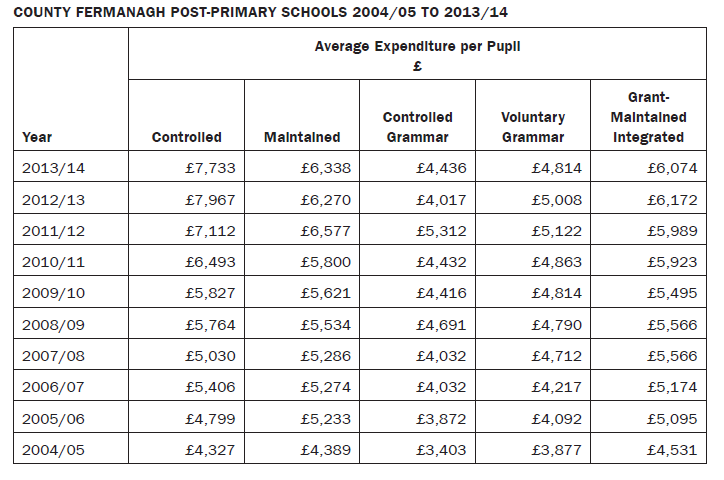 COUNTY FERMANAGH POST-PRIMARY SCHOOLS 2004/05 TO 2013/14
Average Expenditure per Pupil
£
Year Controlled Maintained Controlled Grammar Voluntary Grammar Grant-Maintained Integrated
2013/14 £7,733 £6,338 £4,436 £4,814 £6,074
2012/13 £7,967 £6,270 £4,017 £5,008 £6,172
2011/12 £7,112 £6,577 £5,312 £5,122 £5,989
2010/11 £6,493 £5,800 £4,432 £4,863 £5,923
2009/10 £5,827 £5,621 £4,416 £4,814 £5,495
2008/09 £5,764 £5,534 £4,691 £4,790 £5,566
2007/08 £5,030 £5,286 £4,032 £4,712 £5,566
2006/07 £5,406 £5,274 £4,032 £4,217 £5,174
2005/06 £4,799 £5,233 £3,872 £4,092 £5,095
2004/05 £4,327 £4,389 £3,403 £3,877 £4,531